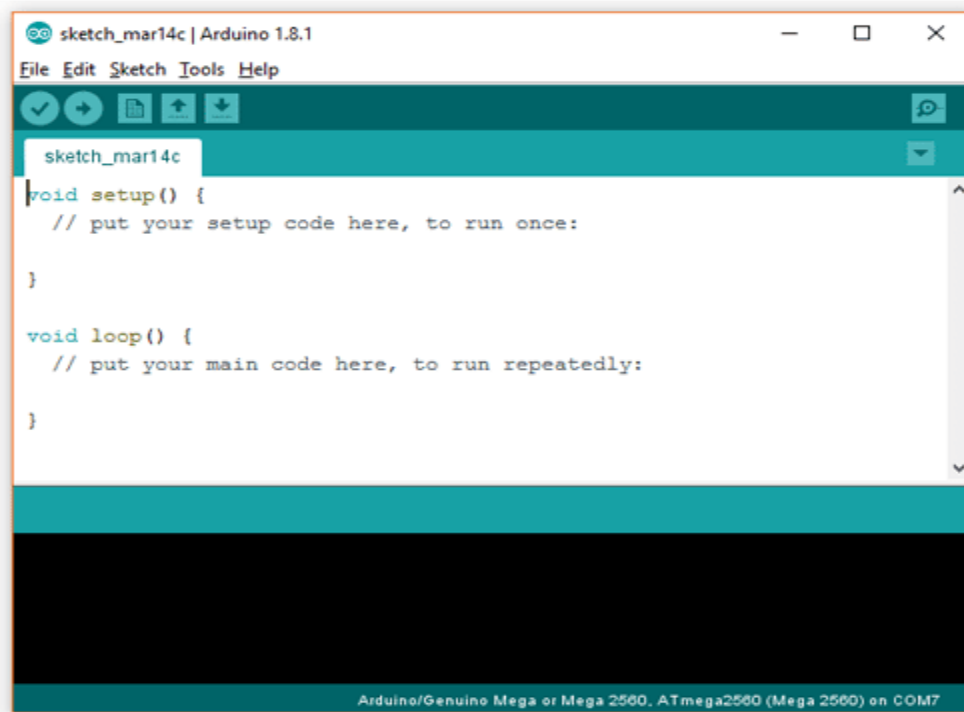 sketch_mar14c | Arduino 1.8.1
File Edit Sketch Tools Help
sketch_mar14c
void setup() {
  // put your setup code here, to run once:
}
void loop() {
  // put your main code here, to run repeatedly:
}
Arduino/Genuino Mega or Mega 2560, ATmega2560 (Mega 2560) on COM7